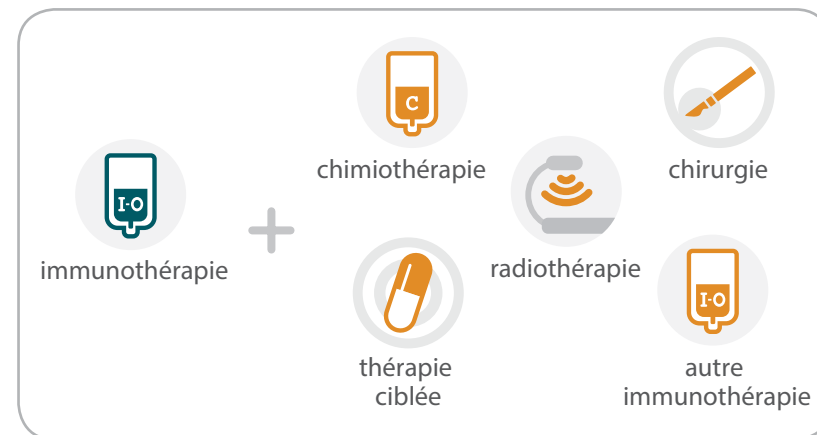 I-O
immunothérapie
C
chimiothérapie
chirurgie
radiothérapie
thérapie
ciblée
I-O
autre
immunothérapie